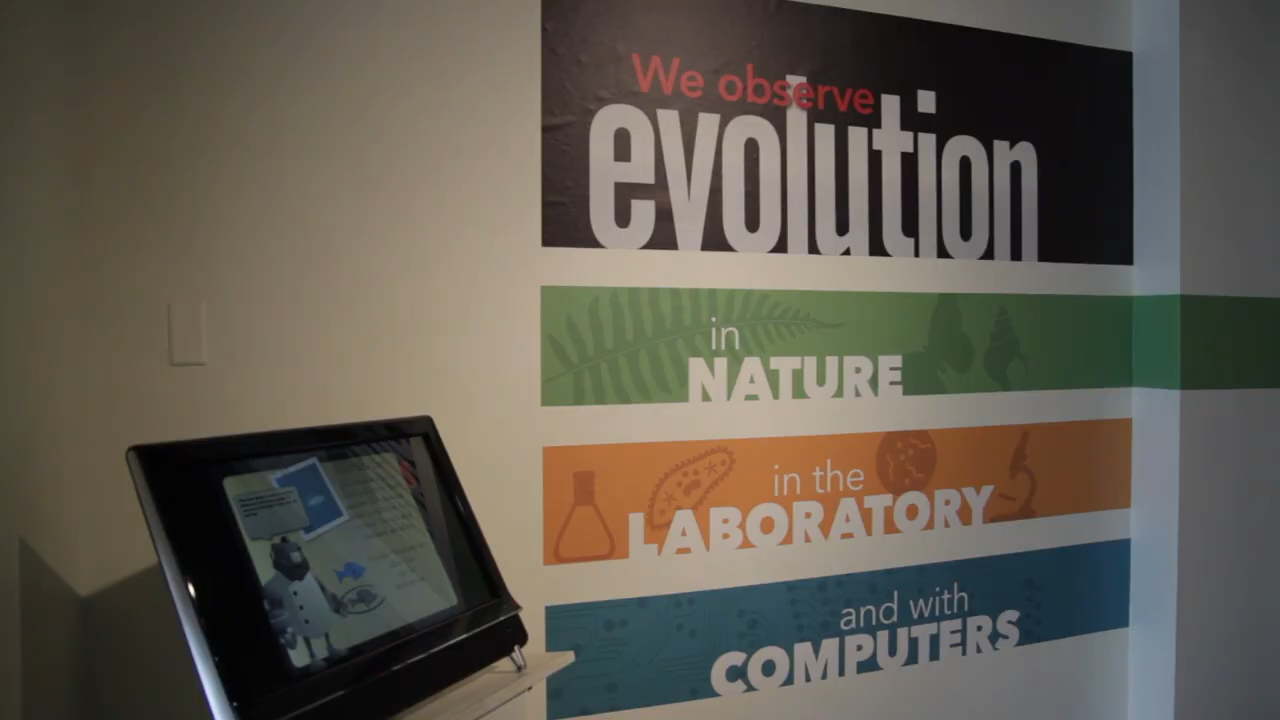 We observe
evolution
in
NATURE
in the
LABORATORY
and with
COMPUTERS